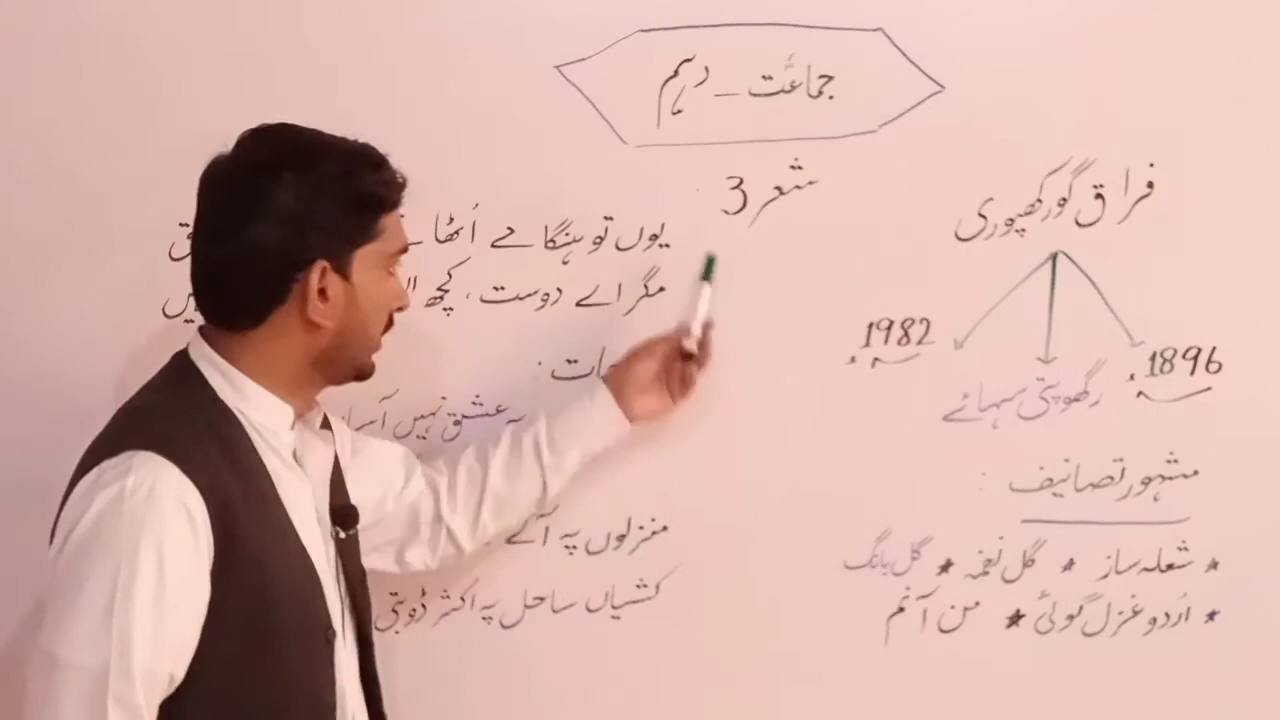 جماعت - دہم
شعر 3
فراق گورکھپوری
1982ء
1896ء
رگھوپتی سہائے
مشہور تصانیف :
* شعلہ ساز * گل نغمہ * گل بانگ
* اردو غزل گوئی * من آنم
یوں تو ہنگامے اُٹھا
مگر اے دوست ، کچھ
عشق نہیں آساں
منزلوں پہ آکے
کشتیاں ساحل پہ اکثر ڈوبتی